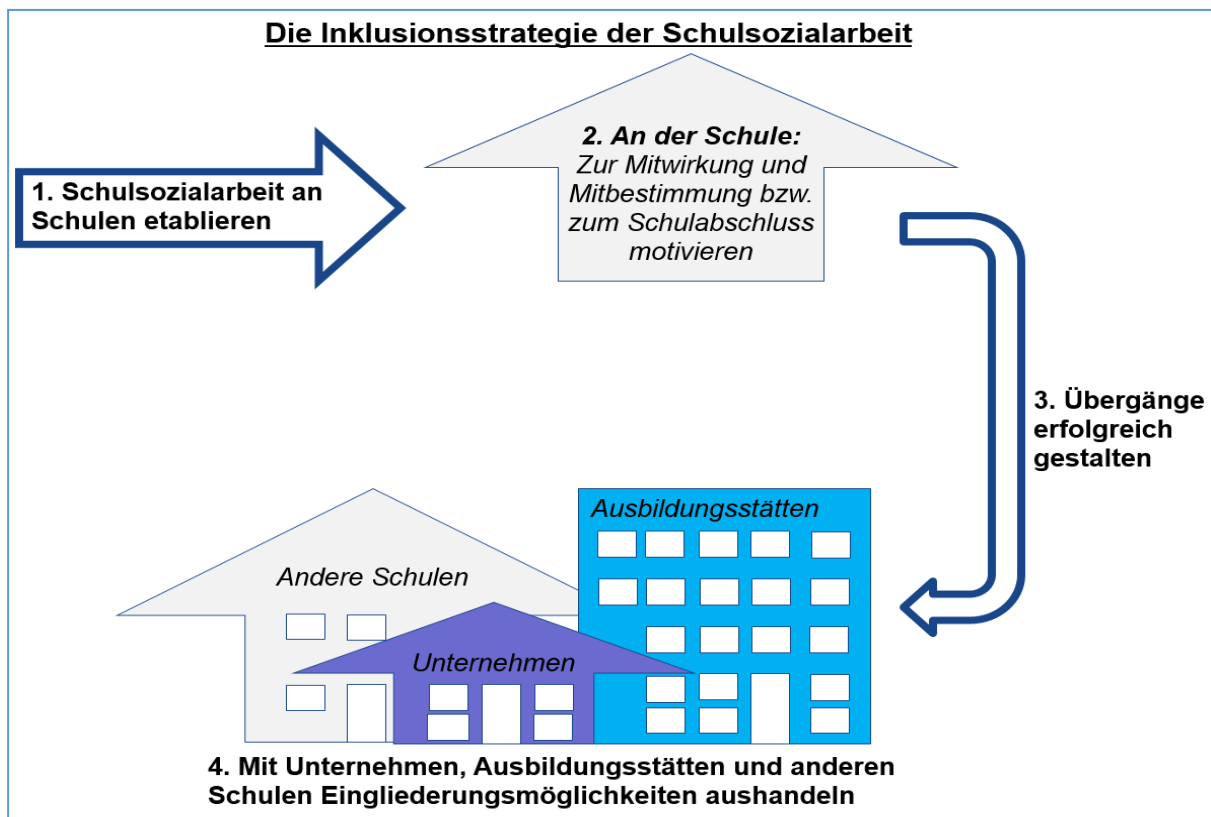 Die Inklusionsstrategie der Schulsozialarbeit
1. Schulsozialarbeit an
Schulen etablieren
2. An der Schule:
Zur Mitwirkung und
Mitbestimmung bzw.
zum Schulabschluss
motivieren
3. Übergänge
erfolgreich
gestalten
Ausbildungsstätten
Andere Schulen
Unternehmen
4. Mit Unternehmen, Ausbildungsstätten und anderen
Schulen Eingliederungsmöglichkeiten aushandeln